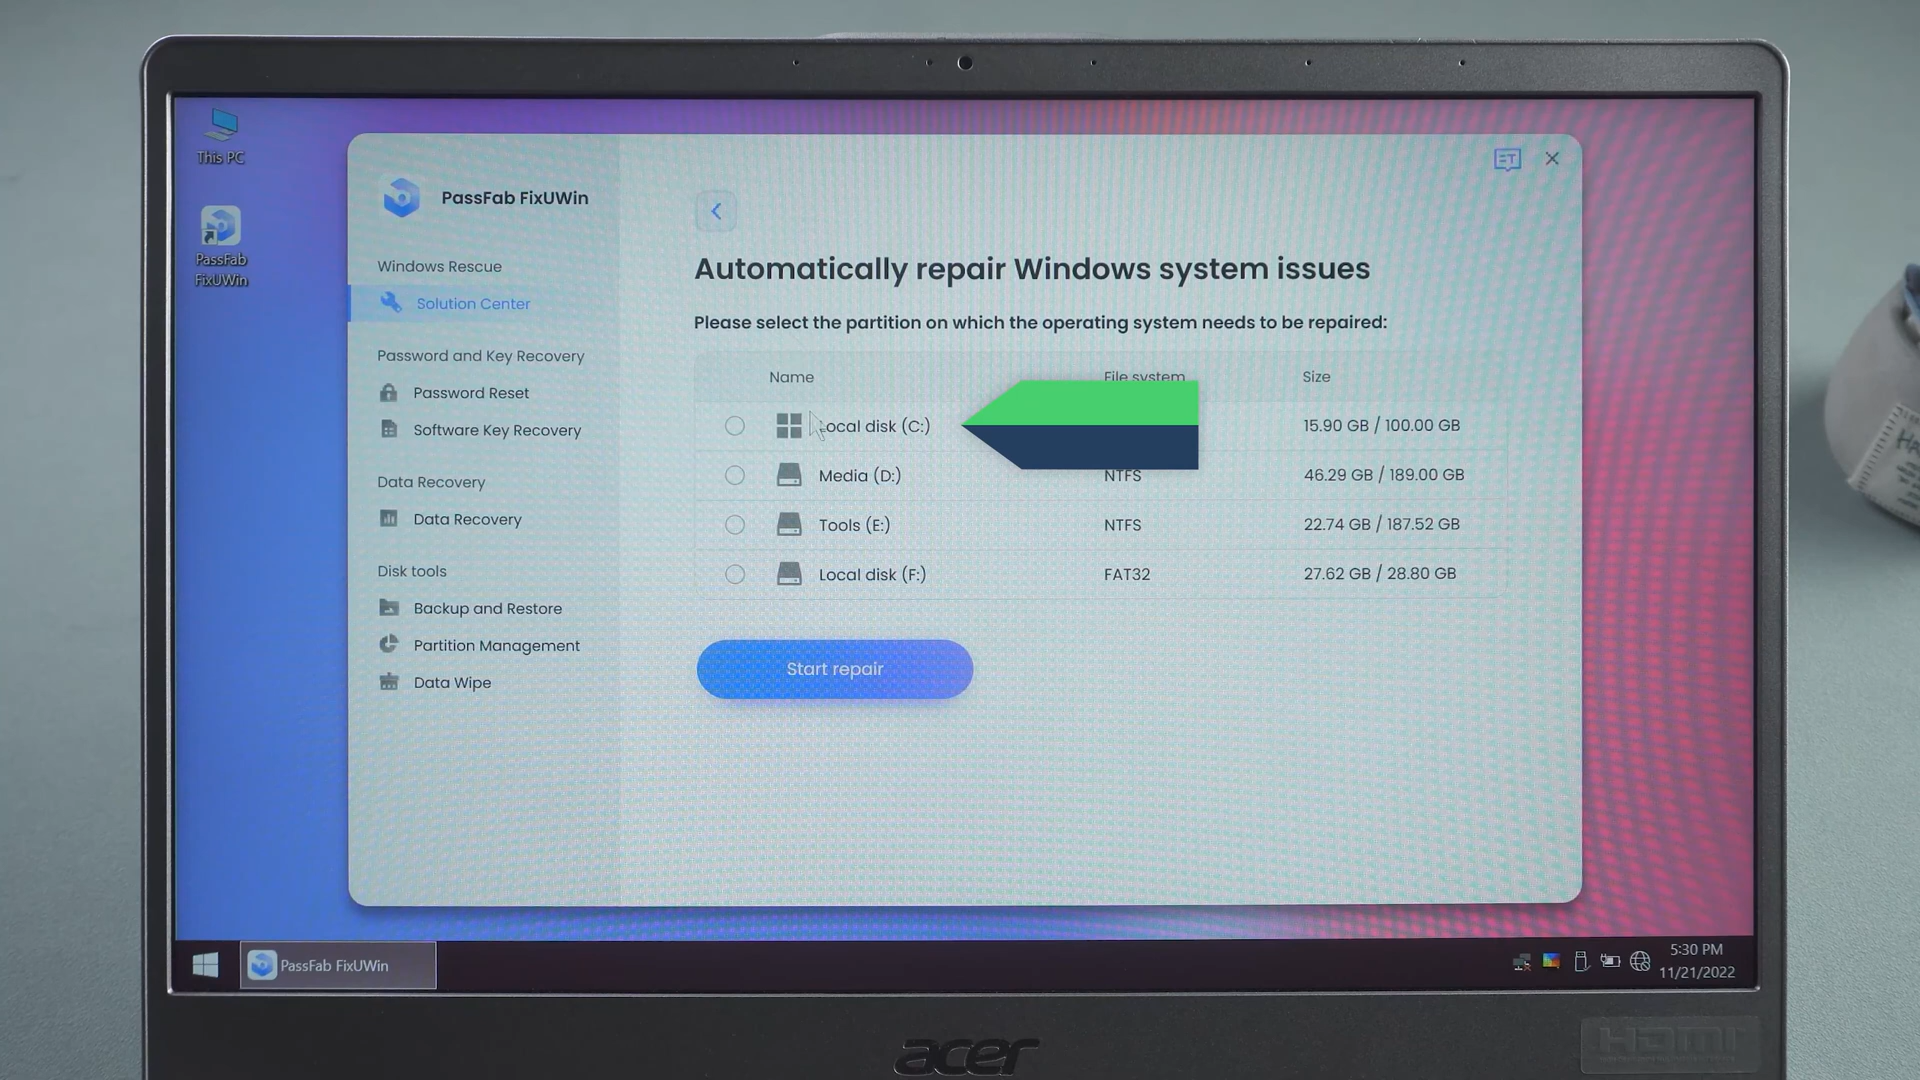 This PC
PassFab
FixUWin
PassFab FixUWin
Windows Rescue
Solution Center
Password and Key Recovery
Password Reset
Software Key Recovery
Data Recovery
Data Recovery
Disk tools
Backup and Restore
Partition Management
Data Wipe
Automatically repair Windows system issues
Please select the partition on which the operating system needs to be repaired:
Name File system Size
Local disk (C:) 15.90 GB / 100.00 GB
Media (D:) NTFS 46.29 GB / 189.00 GB
Tools (E:) NTFS 22.74 GB / 187.52 GB
Local disk (F:) FAT32 27.62 GB / 28.80 GB
Start repair
PassFab FixUWin
5:30 PM
11/21/2022
acer
HDMI